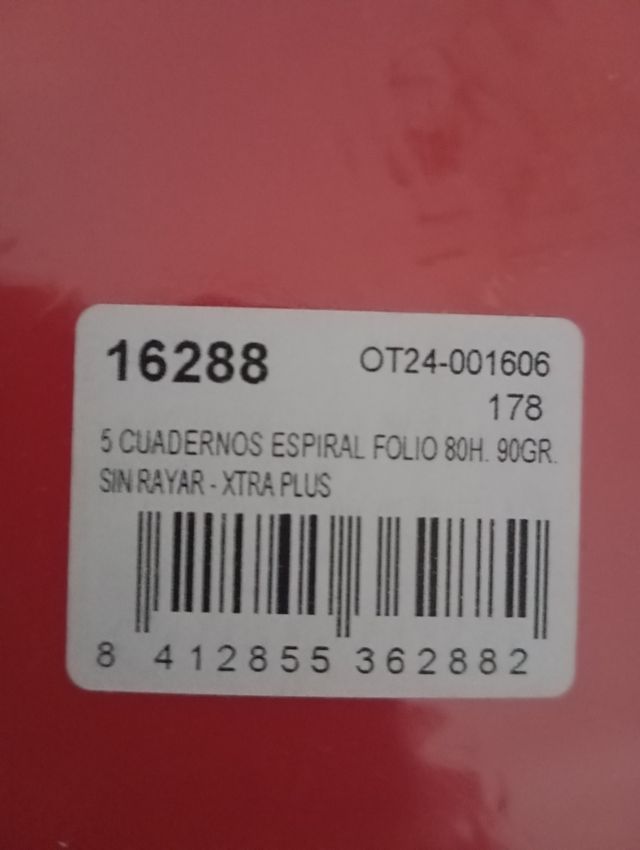 16288 OT24-001606
178
5 CUADERNOS ESPIRAL FOLIO 80H. 90GR.
SIN RAYAR - XTRA PLUS
8 412855 362882